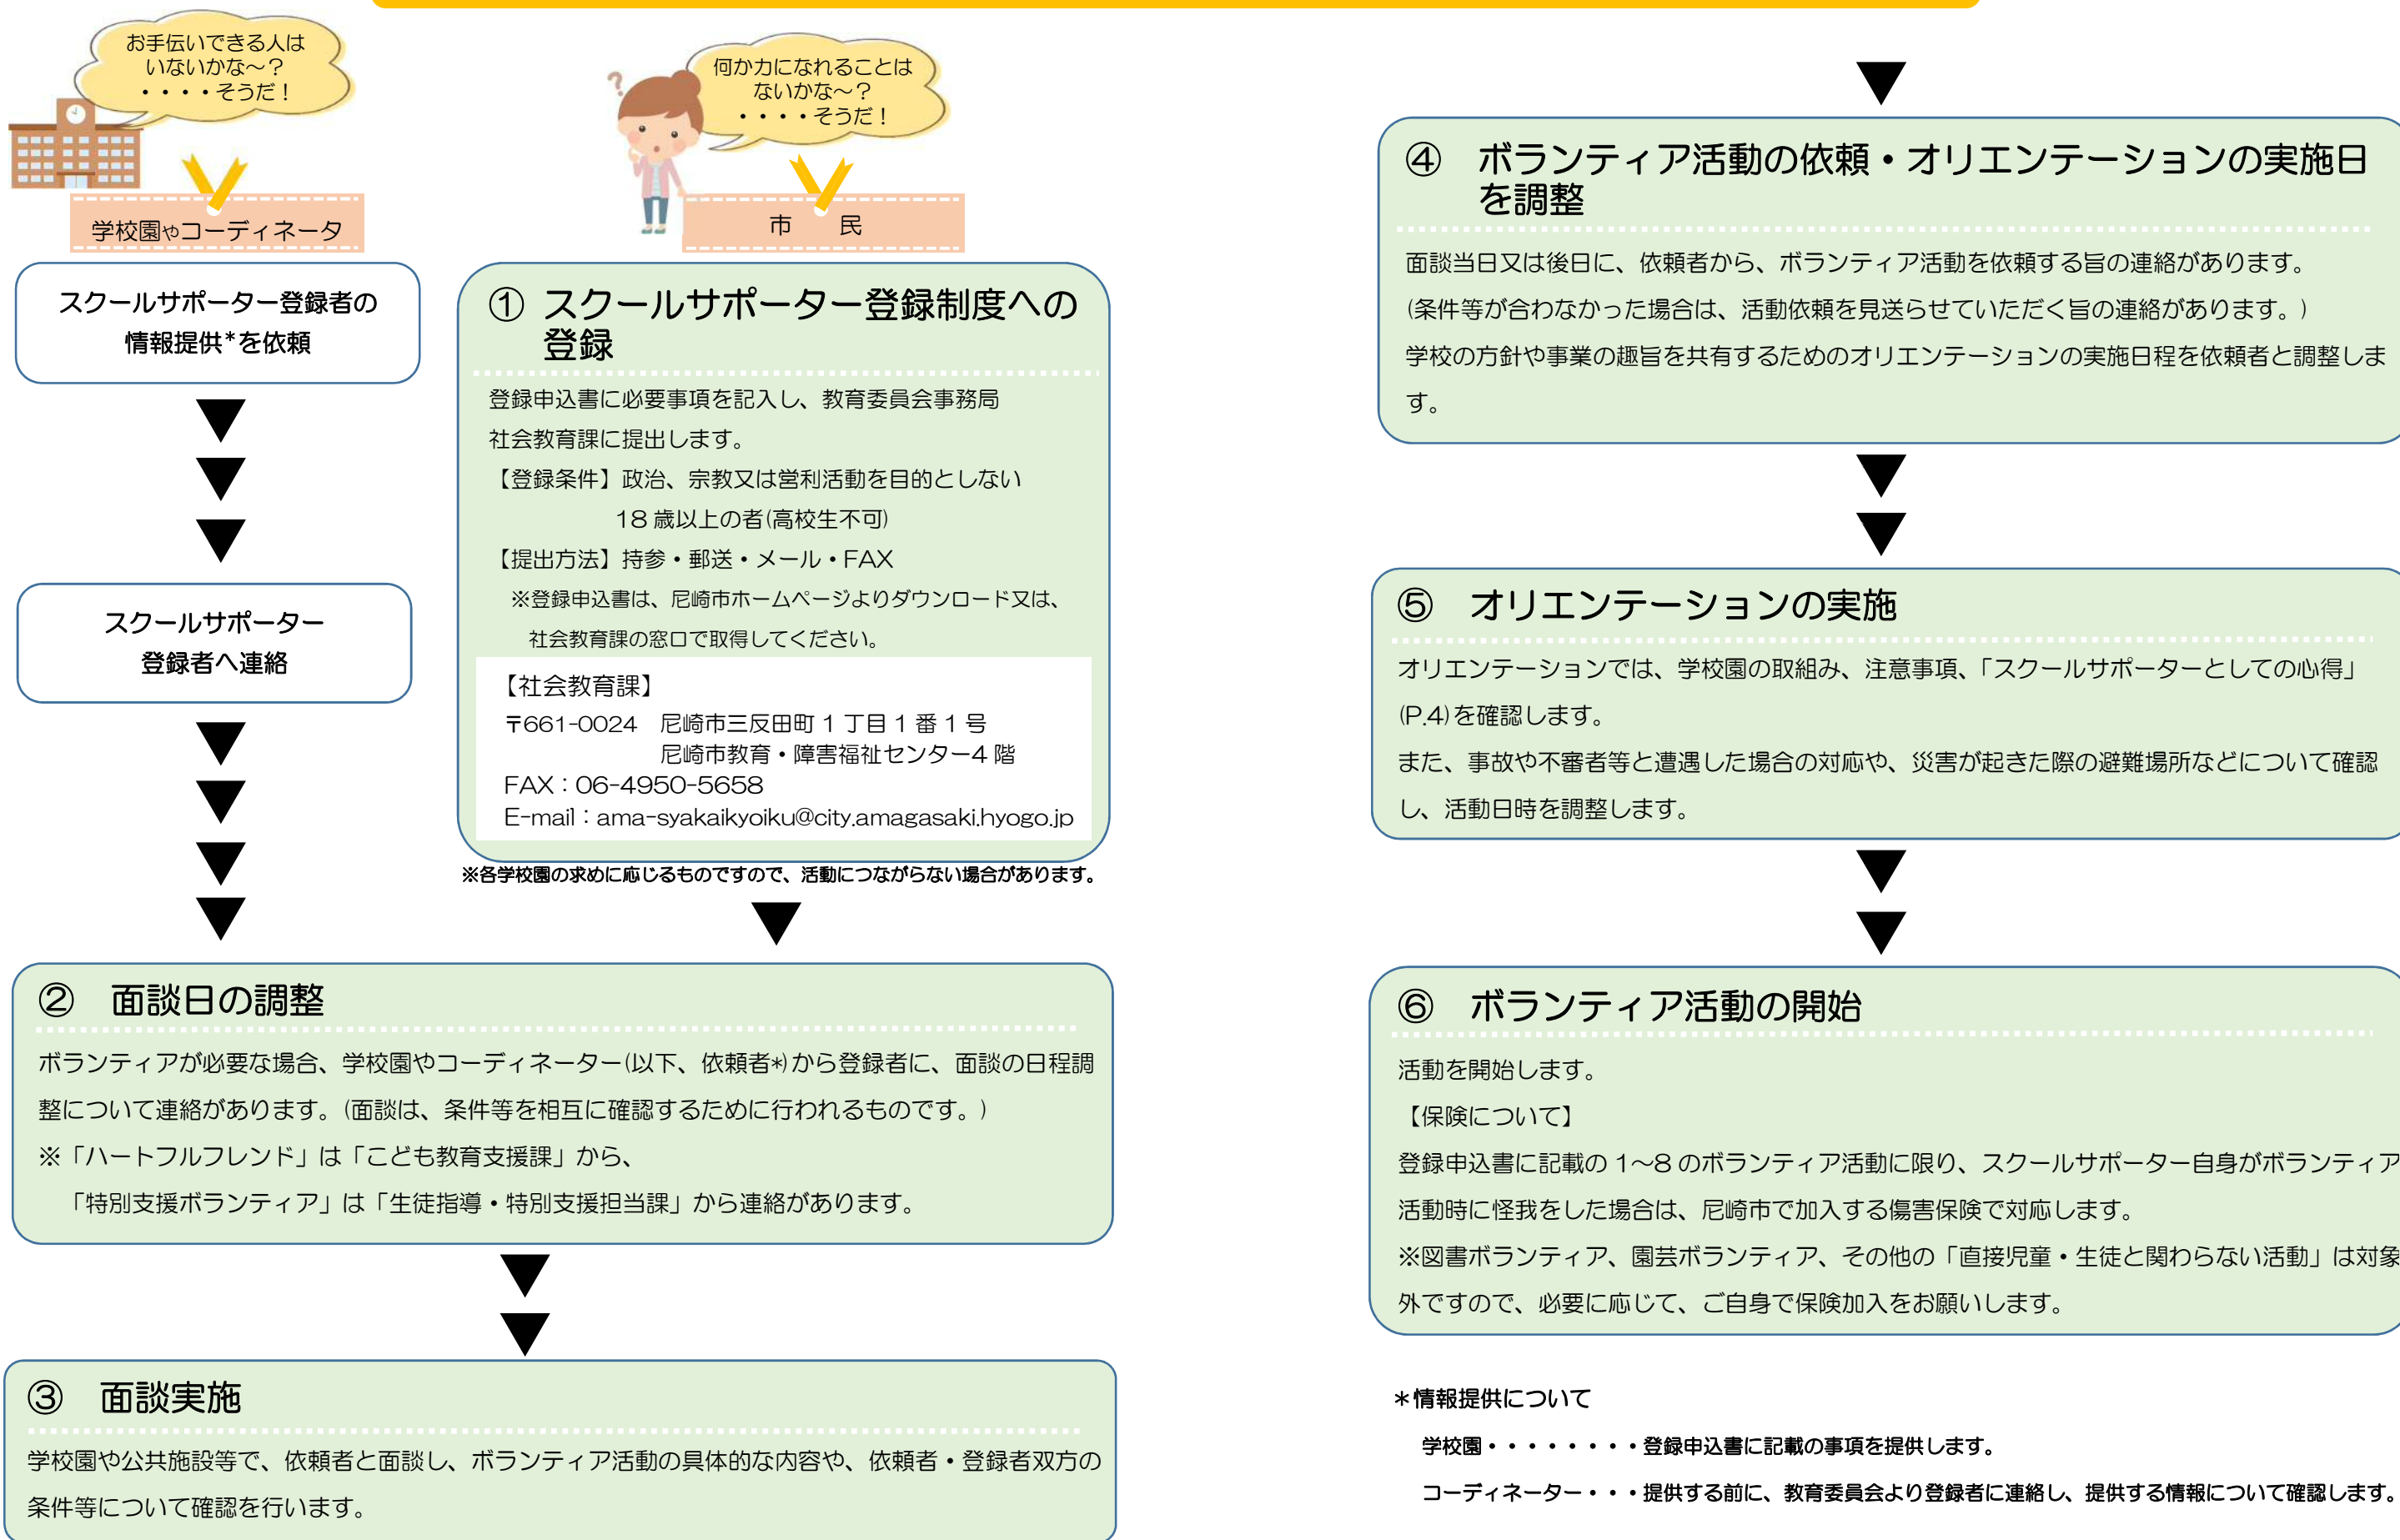 お手伝いできる人は
いないかな～？
・・・・そうだ！
学校園やコーディネータ
スクールサポーター登録者の
情報提供*を依頼
スクールサポーター
登録者へ連絡
何か力になれることは
ないかな～？
・・・・そうだ！
市　民
① スクールサポーター登録制度への
登録
登録申込書に必要事項を記入し、教育委員会事務局
社会教育課に提出します。
【登録条件】政治、宗教又は営利活動を目的としない
18 歳以上の者(高校生不可)
【提出方法】持参・郵送・メール・FAX
※登録申込書は、尼崎市ホームページよりダウンロード又は、
社会教育課の窓口で取得してください。
【社会教育課】
〒661-0024　尼崎市三反田町 1 丁目 1 番 1 号
尼崎市教育・障害福祉センター4 階
FAX：06-4950-5658
E-mail：ama-syakaikyoiku@city.amagasaki.hyogo.jp
※各学校園の求めに応じるものですので、活動につながらない場合があります。
②　面談日の調整
ボランティアが必要な場合、学校園やコーディネーター(以下、依頼者*)から登録者に、面談の日程調
整について連絡があります。(面談は、条件等を相互に確認するために行われるものです。)
※「ハートフルフレンド」は「こども教育支援課」から、
「特別支援ボランティア」は「生徒指導・特別支援担当課」から連絡があります。
③　面談実施
学校園や公共施設等で、依頼者と面談し、ボランティア活動の具体的な内容や、依頼者・登録者双方の
条件等について確認を行います。
④　ボランティア活動の依頼・オリエンテーションの実施日
を調整
面談当日又は後日に、依頼者から、ボランティア活動を依頼する旨の連絡があります。
(条件等が合わなかった場合は、活動依頼を見送らせていただく旨の連絡があります。)
学校の方針や事業の趣旨を共有するためのオリエンテーションの実施日程を依頼者と調整しま
す。
⑤　オリエンテーションの実施
オリエンテーションでは、学校園の取組み、注意事項、「スクールサポーターとしての心得」
(P.4)を確認します。
また、事故や不審者等と遭遇した場合の対応や、災害が起きた際の避難場所などについて確認
し、活動日時を調整します。
⑥　ボランティア活動の開始
活動を開始します。
【保険について】
登録申込書に記載の 1～8 のボランティア活動に限り、スクールサポーター自身がボランティア
活動時に怪我をした場合は、尼崎市で加入する傷害保険で対応します。
※図書ボランティア、園芸ボランティア、その他の「直接児童・生徒と関わらない活動」は対象
外ですので、必要に応じて、ご自身で保険加入をお願いします。
＊情報提供について
学校園・・・・・・・・登録申込書に記載の事項を提供します。
コーディネーター・・・提供する前に、教育委員会より登録者に連絡し、提供する情報について確認します。